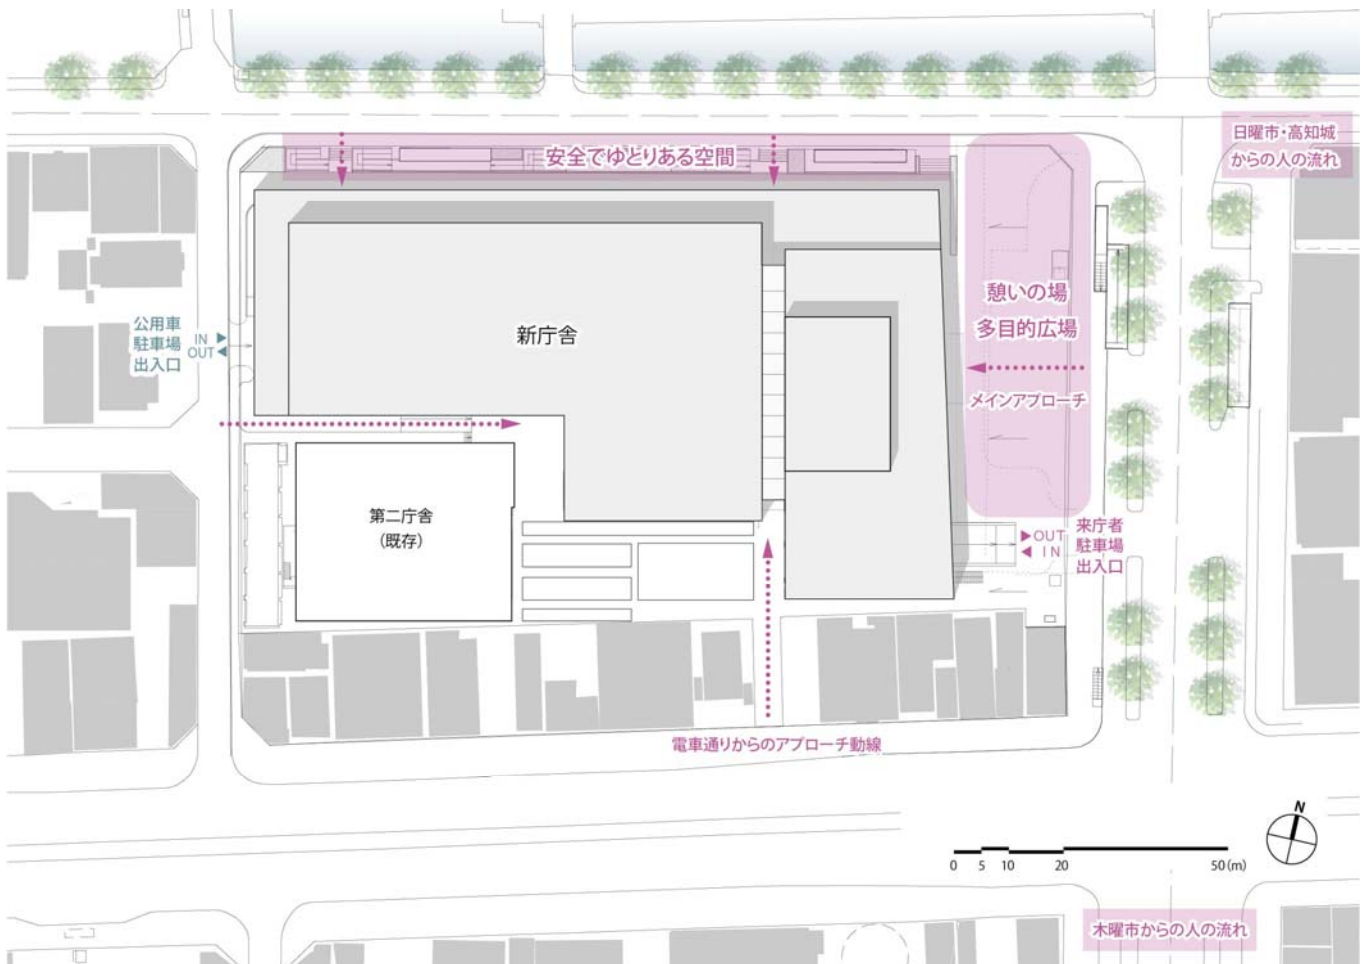 日曜市・高知城
からの人の流れ
安全でゆとりある空間
憩いの場
多目的広場
新庁舎
公用車
駐車場
出入口
IN
OUT
メインアプローチ
第二庁舎
(既存)
OUT
IN
来庁者
駐車場
出入口
電車通りからのアプローチ動線
N
0 5 10 20 50(m)
木曜市からの人の流れ